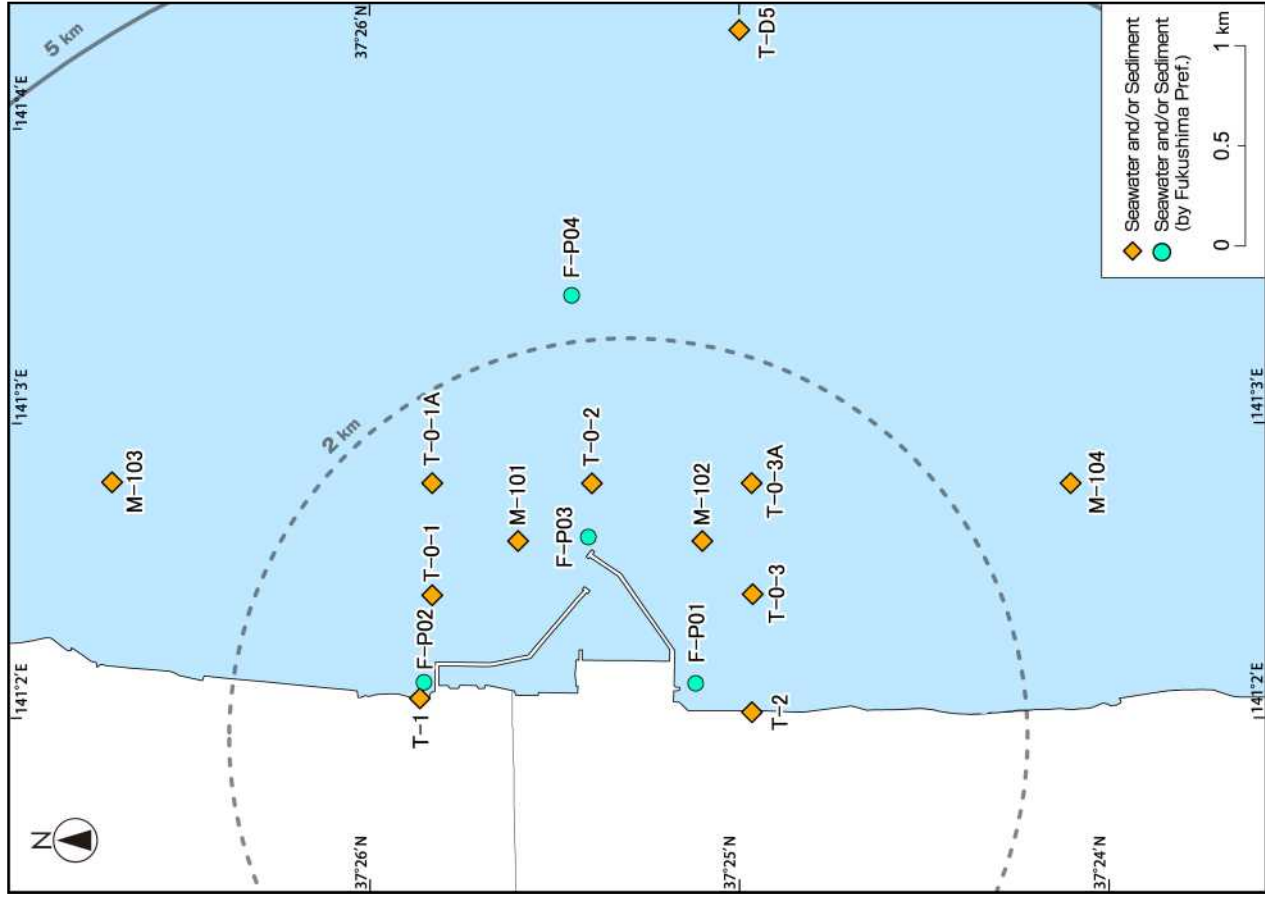 N
141°2′E
141°3′E
141°4′E
5 km
37°26′N
37°26′N
2 km
M-103
T-1
F-P02
T-0-1
T-0-1A
M-101
F-P03
T-0-2
F-P04
F-P01
M-102
37°25′N
T-2
T-0-3
T-0-3A
T-D5
37°24′N
M-104
141°2′E
141°3′E
Seawater and/or Sediment
Seawater and/or Sediment
(by Fukushima Pref.)
0 0.5 1 km